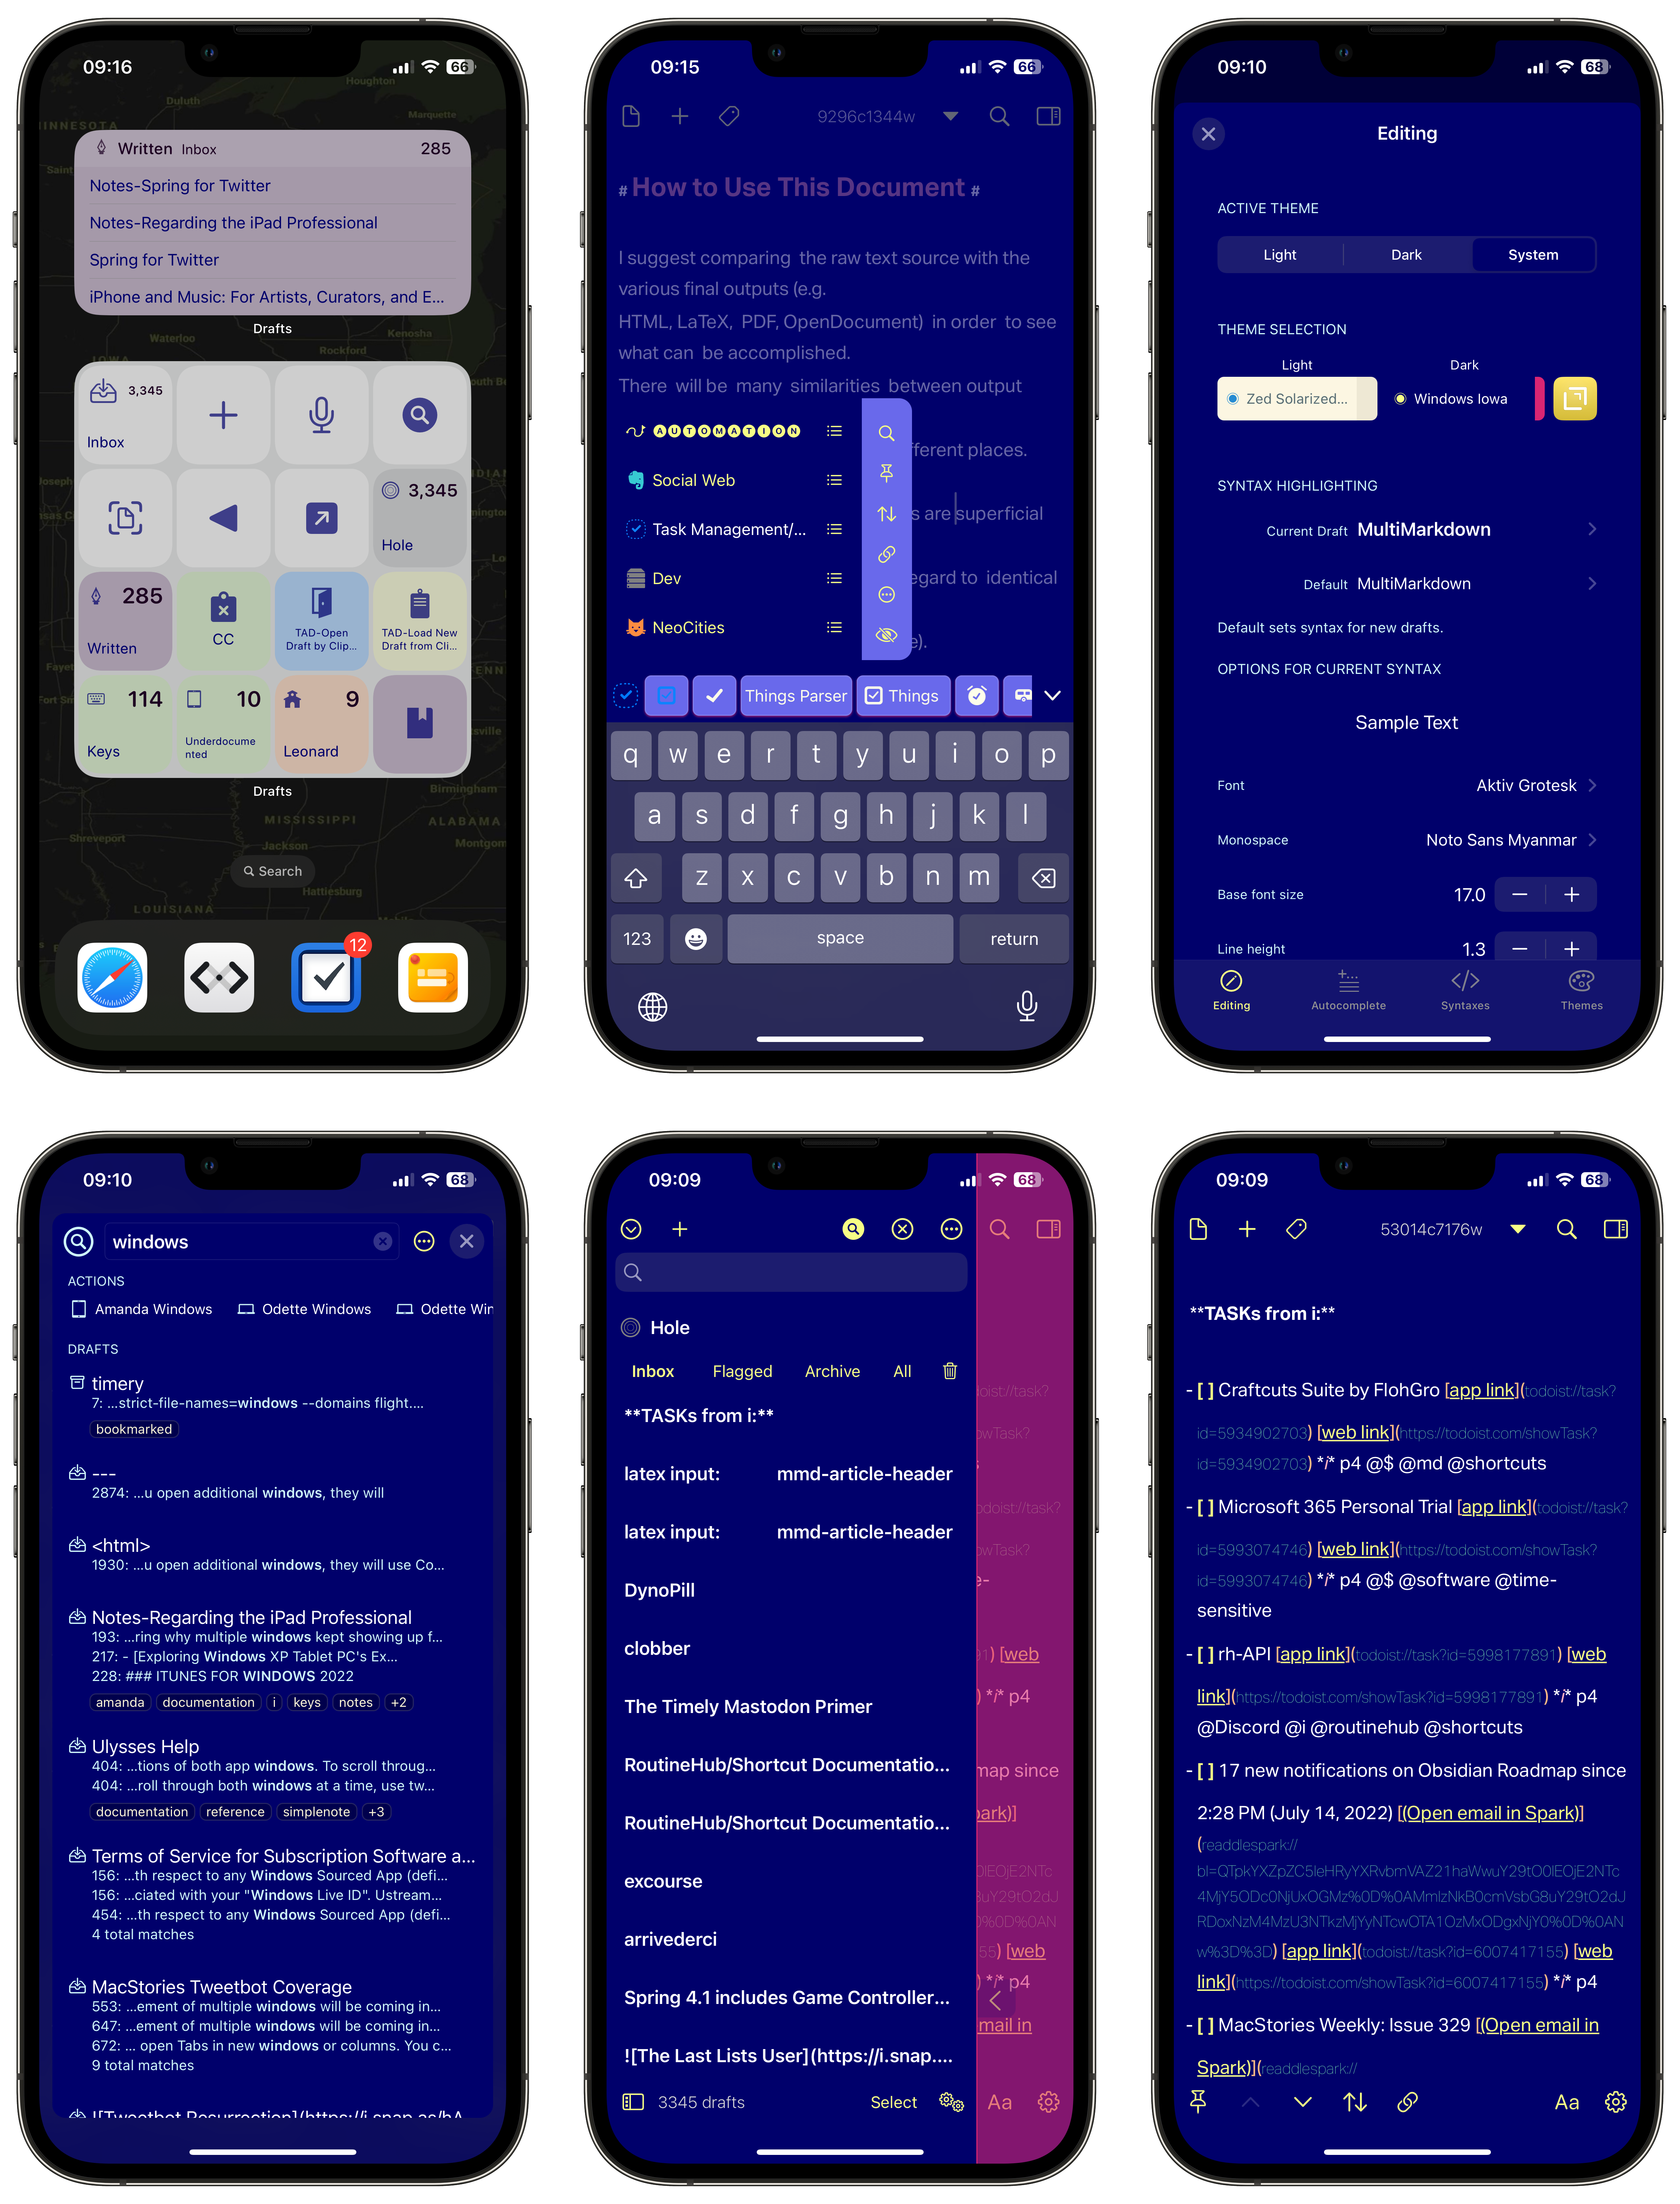 09:16
66
Houghton
Duluth
Marquette
MINNESOTA
Written Inbox 285
Notes-Spring for Twitter
Notes-Regarding the iPad Professional
Spring for Twitter
iPhone and Music: For Artists, Curators, and E...
Drafts
Kenosha
Waterloo
Rockford
3,345
Inbox
3,345
Hole
285
Written
CC
TAD-Open
Draft by Clip...
TAD-Load New
Draft from Cli...
114
Keys
10
Underdocume
nted
9
Leonard
Drafts
Birmingham
MISSISSIPPI
ALABAMA
Shreveport
Jackson
Montgom
Search
Hattiesburg
LOUISIANA
12
09:15
66
9296c1344w
# How to Use This Document #
I suggest comparing the raw text source with the
various final outputs (e.g.
HTML, LaTeX, PDF, OpenDocument) in order to see
what can be accomplished.
There will be many similarities between output
AUTOMATION
fferent places.
Social Web
s are superficial
Task Management/...
Dev
egard to identical
NeoCities
e).
Things Parser
Things
q w e r t y u i o p
a s d f g h j k l
z x c v b n m
123
space
return
09:10
68
Editing
ACTIVE THEME
Light
Dark
System
THEME SELECTION
Light
Dark
Zed Solarized...
Windows Iowa
SYNTAX HIGHLIGHTING
Current Draft MultiMarkdown
Default MultiMarkdown
Default sets syntax for new drafts.
OPTIONS FOR CURRENT SYNTAX
Sample Text
Font Aktiv Grotesk
Monospace Noto Sans Myanmar
Base font size 17.0 − +
Line height 1.3 − +
Editing
Autocomplete
Syntaxes
Themes
09:10
68
windows
ACTIONS
Amanda Windows
Odette Windows
Odette Win
DRAFTS
timery
7: ...strict-file-names=windows --domains flight....
bookmarked
---
2874: ...u open additional windows, they will
<html>
1930: ...u open additional windows, they will use Co...
Notes-Regarding the iPad Professional
193: ...ring why multiple windows kept showing up f...
217: - [Exploring Windows XP Tablet PC's Ex...
228: ### ITUNES FOR WINDOWS 2022
amanda documentation i keys notes +2
Ulysses Help
404: ...tions of both app windows. To scroll throug...
404: ...roll through both windows at a time, use tw...
documentation reference simplenote +3
Terms of Service for Subscription Software a...
156: ...th respect to any Windows Sourced App (defi...
156: ...ciated with your "Windows Live ID". Ustream...
454: ...th respect to any Windows Sourced App (defi...
4 total matches
MacStories Tweetbot Coverage
553: ...ement of multiple windows will be coming in...
647: ...ement of multiple windows will be coming in...
672: ... open Tabs in new windows or columns. You c...
9 total matches
09:09
68
Hole
Inbox
Flagged
Archive
All
**TASKs from i:**
latex input: mmd-article-header
latex input: mmd-article-header
DynoPill
clobber
The Timely Mastodon Primer
RoutineHub/Shortcut Documentatio...
RoutineHub/Shortcut Documentatio...
excourse
arrivederci
Spring 4.1 includes Game Controller...
![The Last Lists User](https://i.snap....
3345 drafts
Select
Aa
09:09
68
53014c7176w
**TASKs from i:**
- [ ] Craftcuts Suite by FlohGro [app link](todoist://task?
id=5934902703) [web link](https://todoist.com/showTask?
id=5934902703) */* p4 @$ @md @shortcuts
- [ ] Microsoft 365 Personal Trial [app link](todoist://task?
id=5993074746) [web link](https://todoist.com/showTask?
id=5993074746) */* p4 @$ @software @time-
sensitive
- [ ] rh-API [app link](todoist://task?id=5998177891) [web
link](https://todoist.com/showTask?id=5998177891) */* p4
@Discord @i @routinehub @shortcuts
- [ ] 17 new notifications on Obsidian Roadmap since
2:28 PM (July 14, 2022) [(Open email in Spark)]
(readdlespark://
w%3D%3D) [app link](todoist://task?id=6007417155) [web
link](https://todoist.com/showTask?id=6007417155) */* p4
- [ ] MacStories Weekly: Issue 329 [(Open email in
Spark)](readdlespark://
Aa